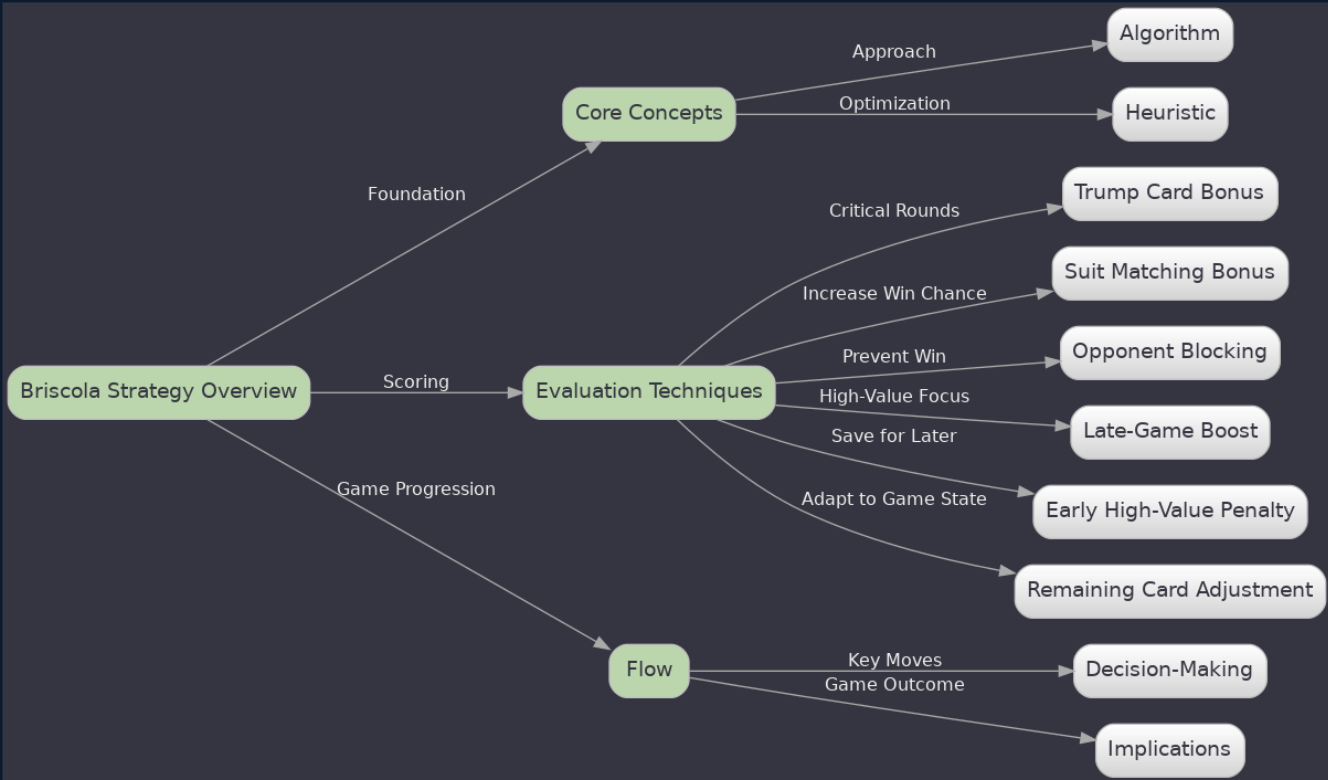 Briscola Strategy Overview
Foundation
Scoring
Game Progression
Core Concepts
Approach
Optimization
Algorithm
Heuristic
Evaluation Techniques
Critical Rounds
Increase Win Chance
Prevent Win
High-Value Focus
Save for Later
Adapt to Game State
Trump Card Bonus
Suit Matching Bonus
Opponent Blocking
Late-Game Boost
Early High-Value Penalty
Remaining Card Adjustment
Flow
Key Moves
Game Outcome
Decision-Making
Implications